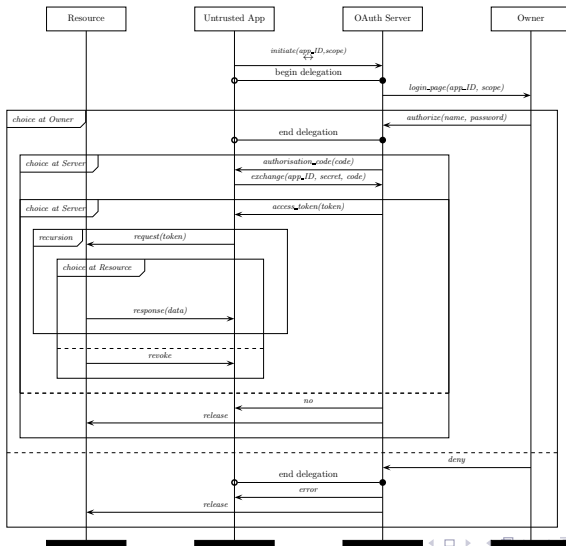 Resource Untrusted App OAuth Server Owner
initiate(app_ID,scope)
↔
begin delegation
login_page(app_ID, scope)
choice at Owner
authorize(name, password)
end delegation
choice at Server
authorisation_code(code)
exchange(app_ID, secret, code)
choice at Server
access_token(token)
recursion
request(token)
choice at Resource
response(data)
revoke
no
release
deny
end delegation
error
release